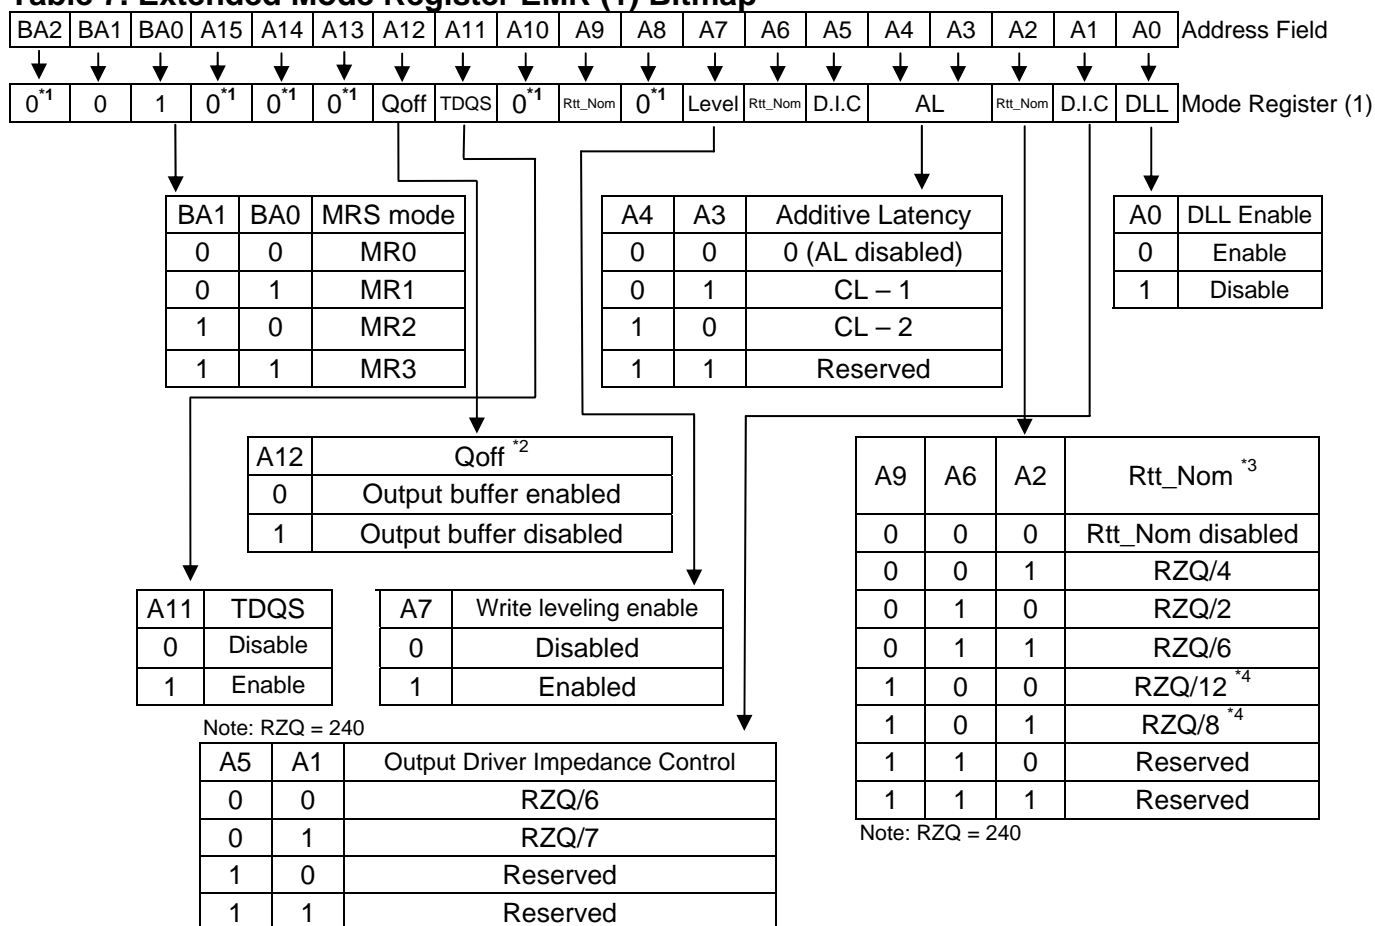 Table 7. Extended Mode Register EMR (1) Bitmap
BA2 BA1 BA0 A15 A14 A13 A12 A11 A10 A9 A8 A7 A6 A5 A4 A3 A2 A1 A0 Address Field
0*1 0 1 0*1 0*1 0*1 Qoff TDQS 0*1 Rtt_Nom 0*1 Level Rtt_Nom D.I.C AL Rtt_Nom D.I.C DLL Mode Register (1)
BA1 BA0 MRS mode
0 0 MR0
0 1 MR1
1 0 MR2
1 1 MR3
A4 A3 Additive Latency
0 0 0 (AL disabled)
0 1 CL – 1
1 0 CL – 2
1 1 Reserved
A0 DLL Enable
0 Enable
1 Disable
A12 Qoff *2
0 Output buffer enabled
1 Output buffer disabled
A9 A6 A2 Rtt_Nom *3
0 0 0 Rtt_Nom disabled
0 0 1 RZQ/4
0 1 0 RZQ/2
0 1 1 RZQ/6
1 0 0 RZQ/12 *4
1 0 1 RZQ/8 *4
1 1 0 Reserved
1 1 1 Reserved
Note: RZQ = 240
A11 TDQS
0 Disable
1 Enable
A7 Write leveling enable
0 Disabled
1 Enabled
Note: RZQ = 240
A5 A1 Output Driver Impedance Control
0 0 RZQ/6
0 1 RZQ/7
1 0 Reserved
1 1 Reserved